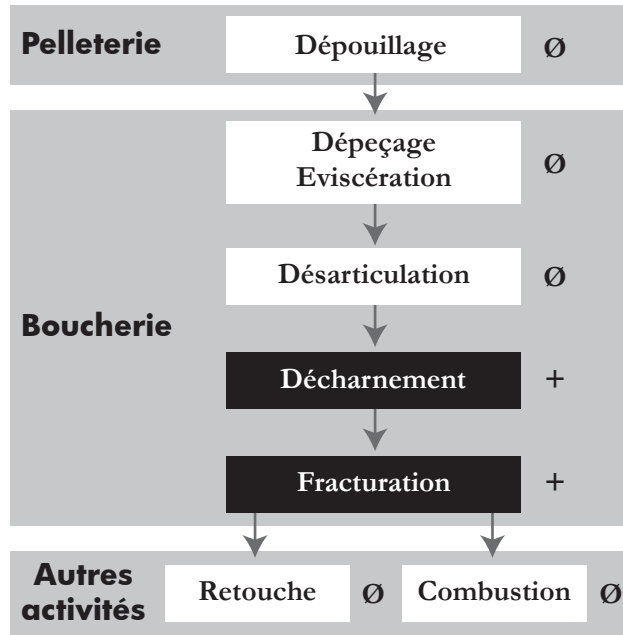 Pelleterie
Dépouillage Ø
Dépeçage
Eviscération Ø
Désarticulation Ø
Boucherie
Décharnement +
Fracturation +
Autres
activités
Retouche Ø Combustion Ø